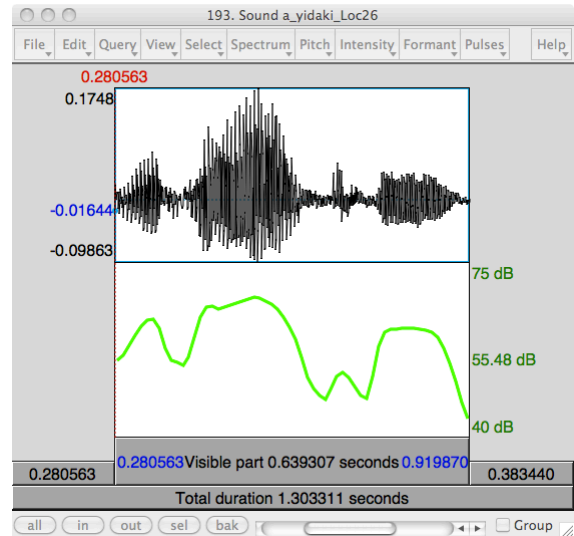 193. Sound a_yidaki_Loc26
File Edit Query View Select Spectrum Pitch Intensity Formant Pulses Help
0.280563
0.1748
-0.01644
-0.09863
75 dB
55.48 dB
40 dB
0.280563 Visible part 0.639307 seconds 0.919870
0.280563 0.383440
Total duration 1.303311 seconds
all in out sel bak Group